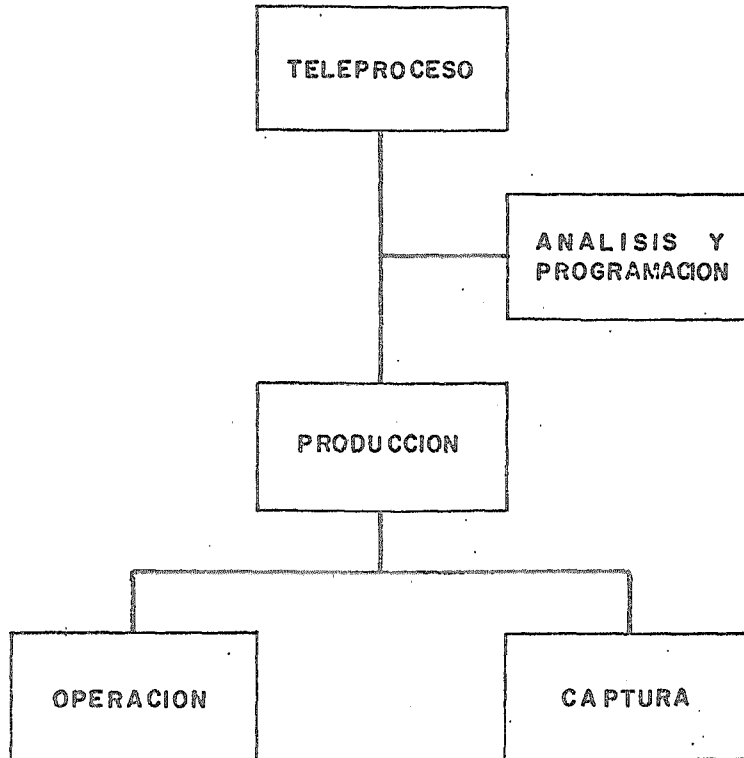 TELEPROCESO
ANALISIS Y
PROGRAMACION
PRODUCCION
OPERACION
CAPTURA